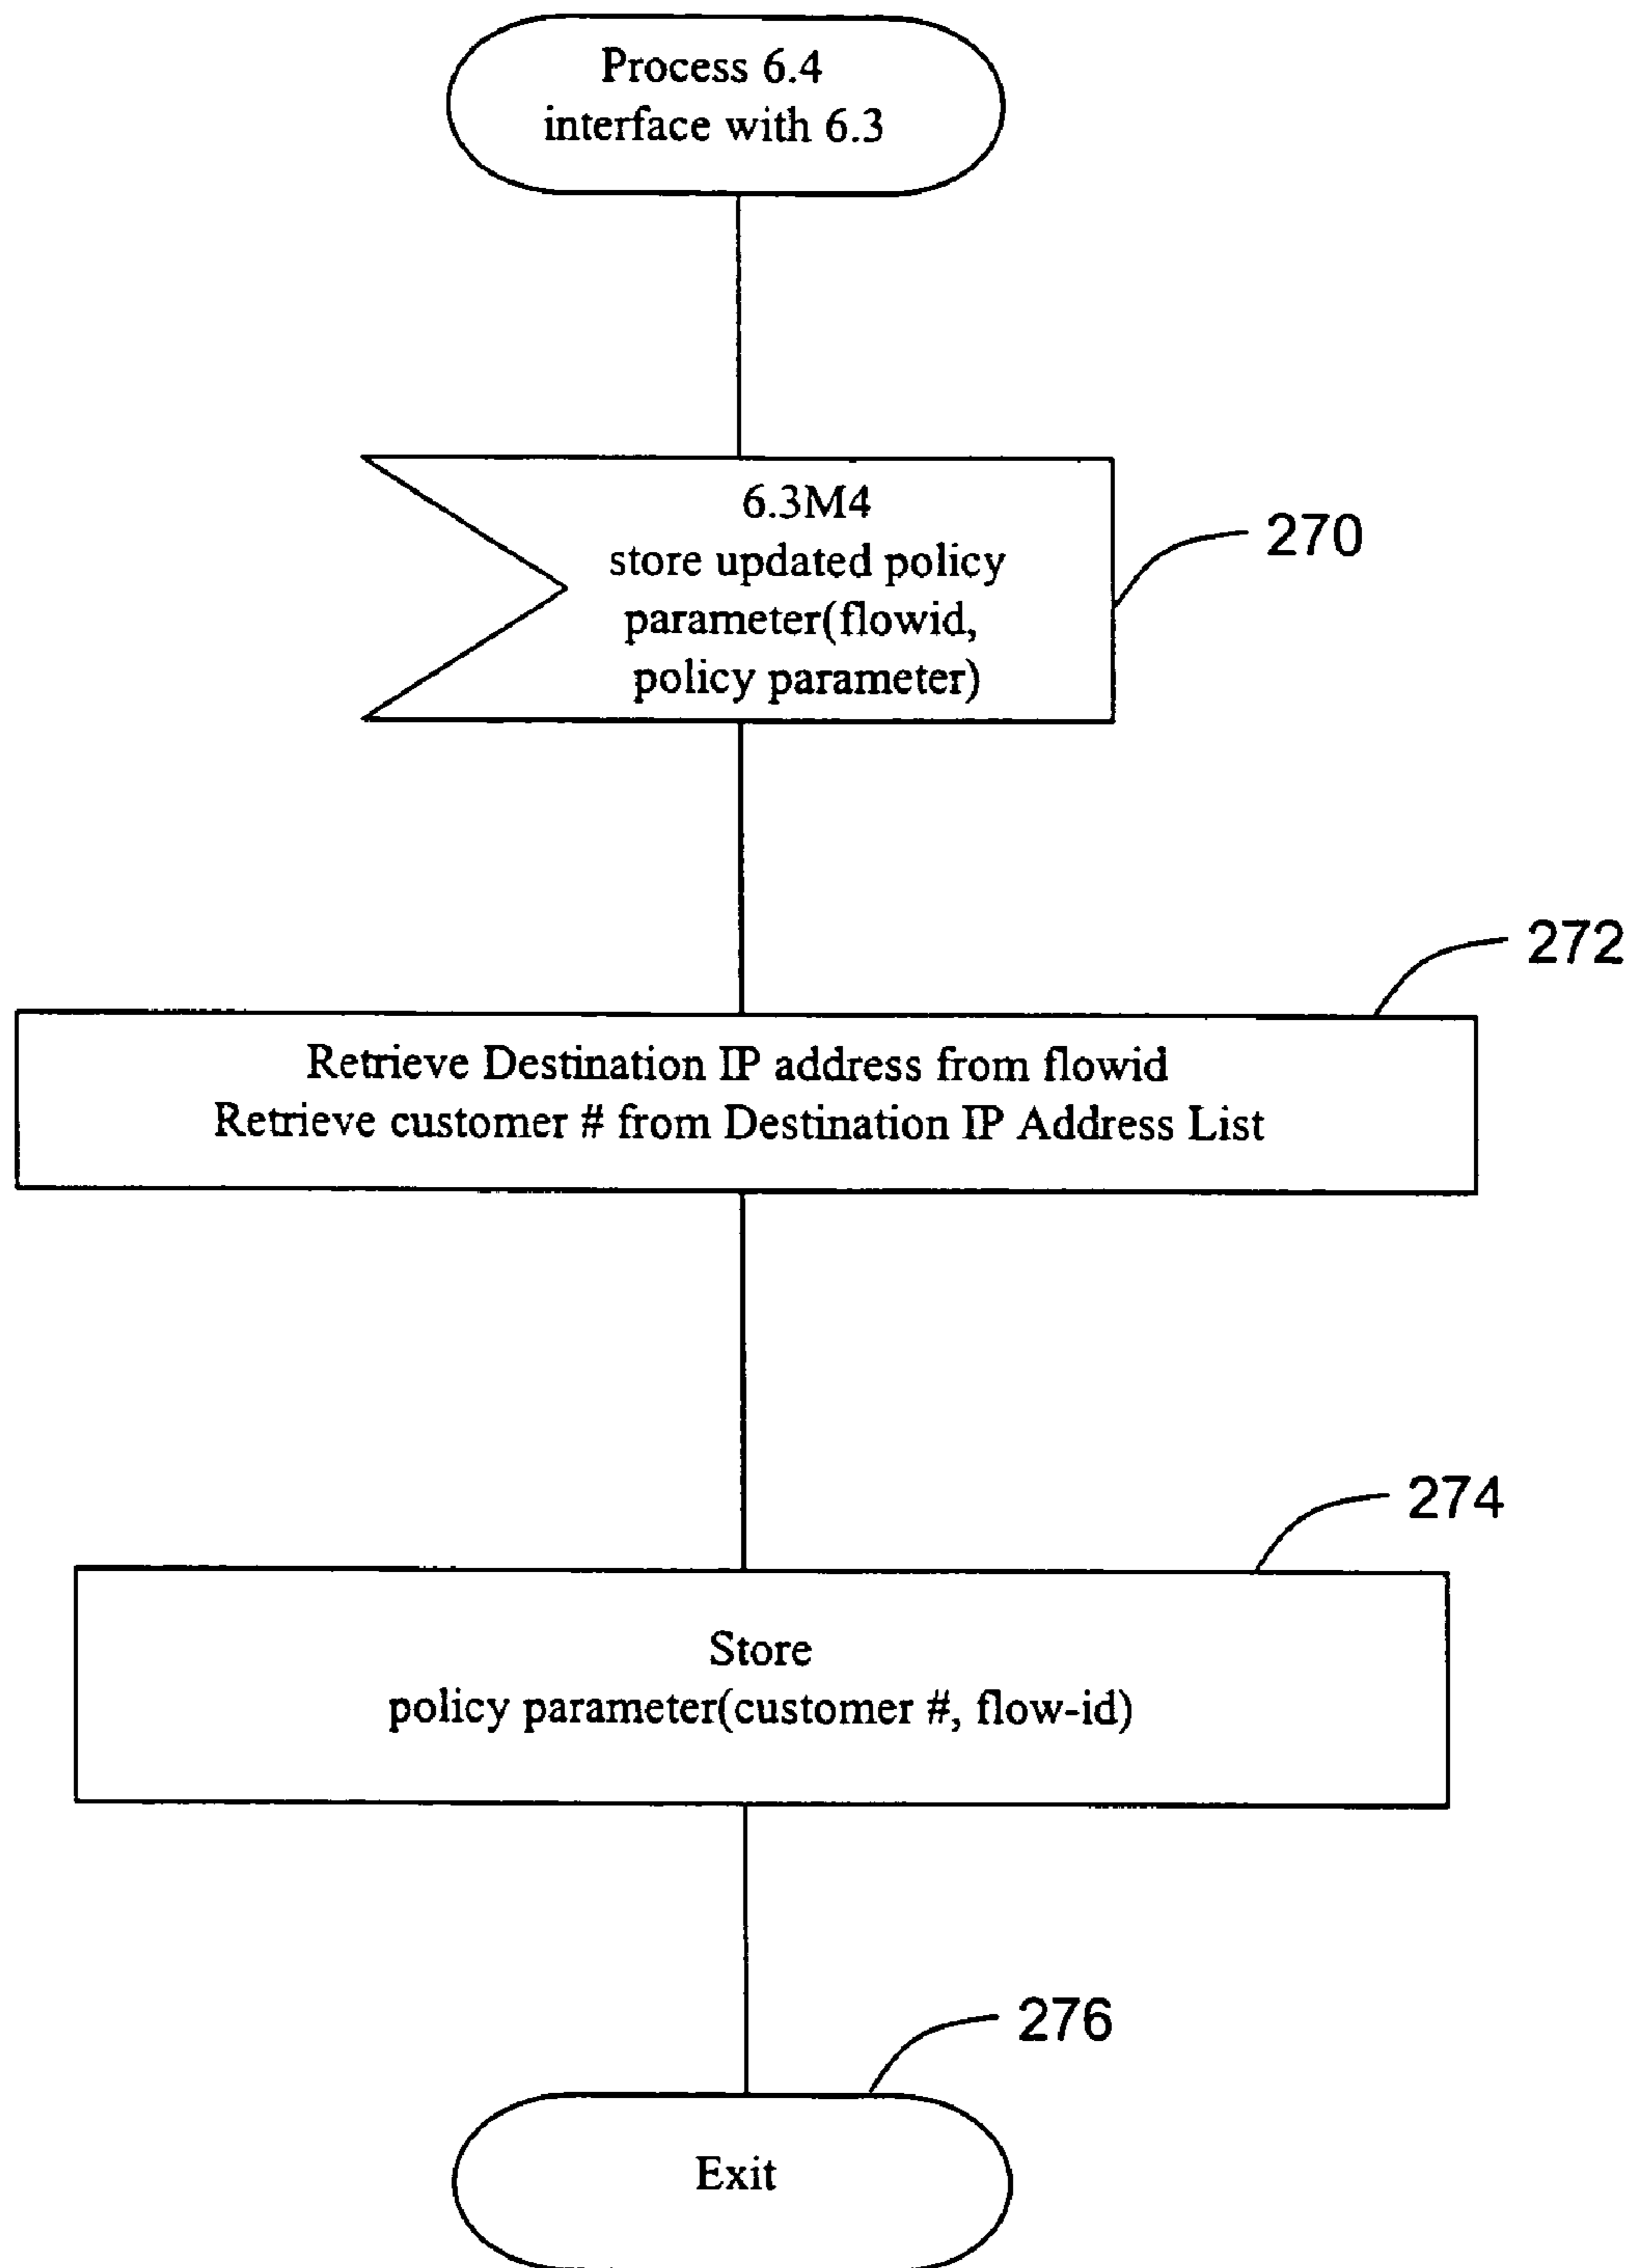 Process 6.4
interface with 6.3
6.3M4
store updated policy
parameter(flowid,
policy parameter)
270
272
Retrieve Destination IP address from flowid
Retrieve customer # from Destination IP Address List
274
Store
policy parameter(customer #, flow-id)
276
Exit